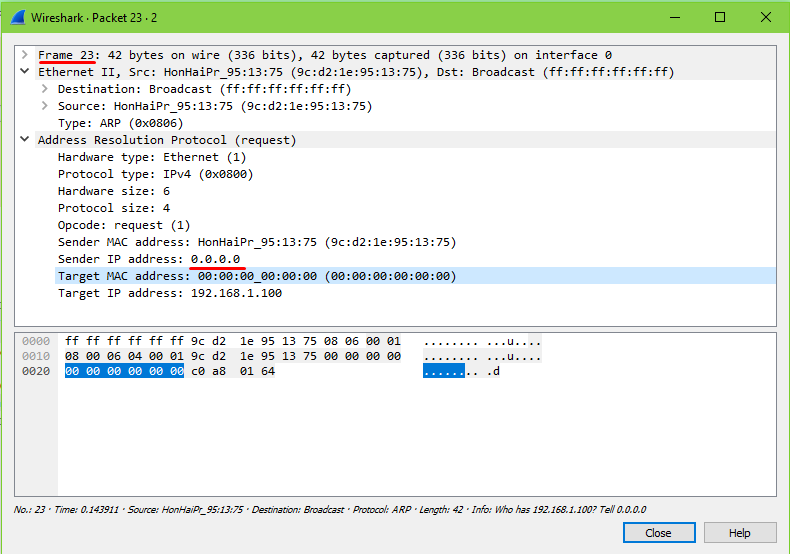 Wireshark · Packet 23 · 2
Frame 23: 42 bytes on wire (336 bits), 42 bytes captured (336 bits) on interface 0
Ethernet II, Src: HonHaiPr_95:13:75 (9c:d2:1e:95:13:75), Dst: Broadcast (ff:ff:ff:ff:ff:ff)
Destination: Broadcast (ff:ff:ff:ff:ff:ff)
Source: HonHaiPr_95:13:75 (9c:d2:1e:95:13:75)
Type: ARP (0x0806)
Address Resolution Protocol (request)
Hardware type: Ethernet (1)
Protocol type: IPv4 (0x0800)
Hardware size: 6
Protocol size: 4
Opcode: request (1)
Sender MAC address: HonHaiPr_95:13:75 (9c:d2:1e:95:13:75)
Sender IP address: 0.0.0.0
Target MAC address: 00:00:00_00:00:00 (00:00:00:00:00:00)
Target IP address: 192.168.1.100
0000 ff ff ff ff ff ff 9c d2 1e 95 13 75 08 06 00 01 ........ ...u....
0010 08 00 06 04 00 01 9c d2 1e 95 13 75 00 00 00 00 ........ ...u....
0020 00 00 00 00 00 00 c0 a8 01 64 ........ .d
No.: 23 · Time: 0.143911 · Source: HonHaiPr_95:13:75 · Destination: Broadcast · Protocol: ARP · Length: 42 · Info: Who has 192.168.1.100? Tell 0.0.0.0
Close Help